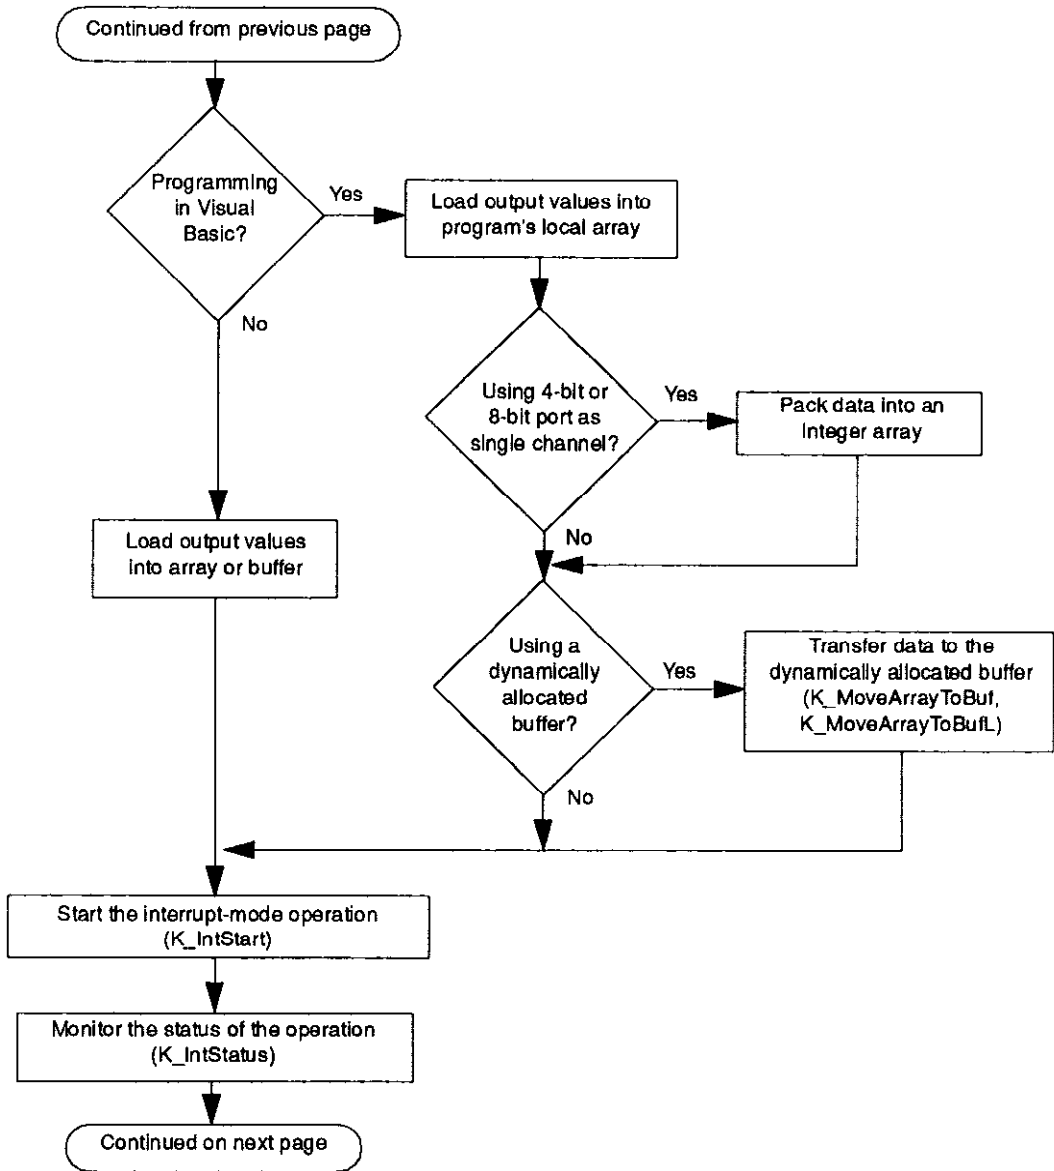 Continued from previous page
Programming
in Visual
Basic?
Yes
No
Load output values into
program's local array
Using 4-bit or
8-bit port as
single channel?
Yes
No
Pack data into an
integer array
Load output values
into array or buffer
Using a
dynamically
allocated
buffer?
Yes
No
Transfer data to the
dynamically allocated buffer
(K_MoveArrayToBuf,
K_MoveArrayToBufL)
Start the interrupt-mode operation
(K_IntStart)
Monitor the status of the operation
(K_IntStatus)
Continued on next page